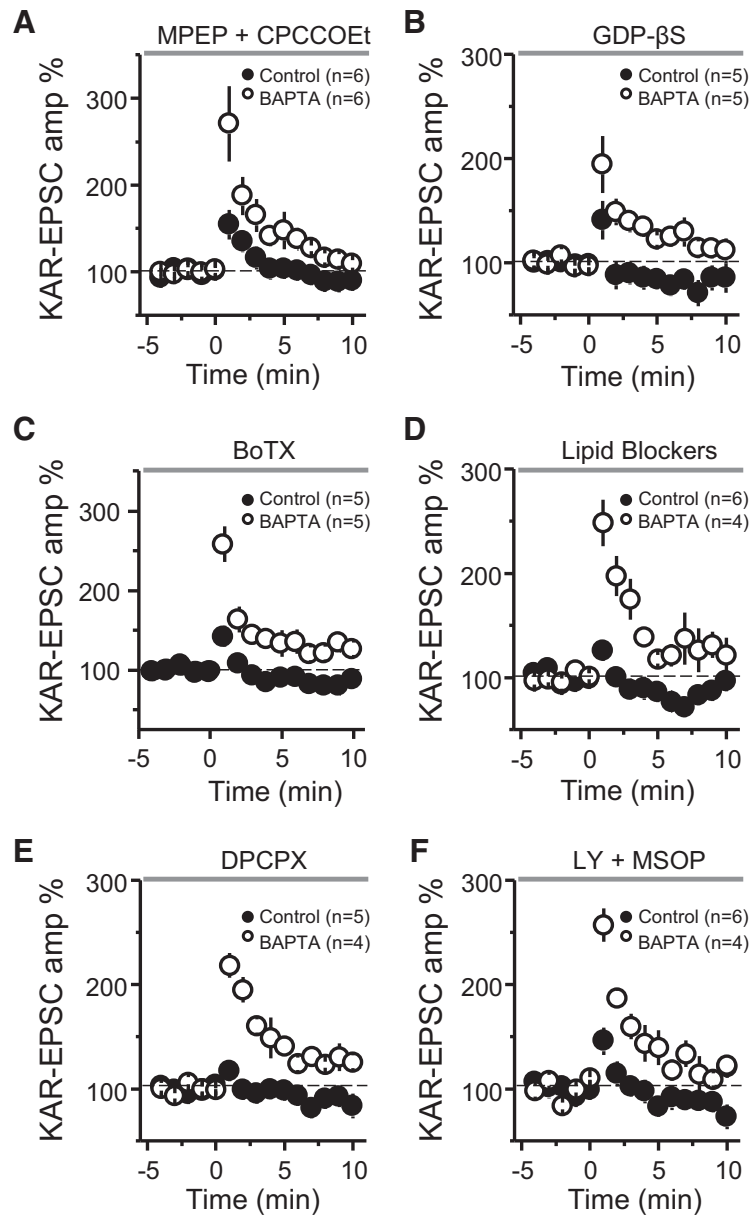 A
MPEP + CPCCOEt
KAR-EPSC amp %
300
200
100
Control (n=6)
BAPTA (n=6)
-5 0 5 10
Time (min)
B
GDP-βS
KAR-EPSC amp %
300
200
100
Control (n=5)
BAPTA (n=5)
-5 0 5 10
Time (min)
C
BoTX
KAR-EPSC amp %
300
200
100
Control (n=5)
BAPTA (n=5)
-5 0 5 10
Time (min)
D
Lipid Blockers
KAR-EPSC amp %
300
200
100
Control (n=6)
BAPTA (n=4)
-5 0 5 10
Time (min)
E
DPCPX
KAR-EPSC amp %
300
200
100
Control (n=5)
BAPTA (n=4)
-5 0 5 10
Time (min)
F
LY + MSOP
KAR-EPSC amp %
300
200
100
Control (n=6)
BAPTA (n=4)
-5 0 5 10
Time (min)